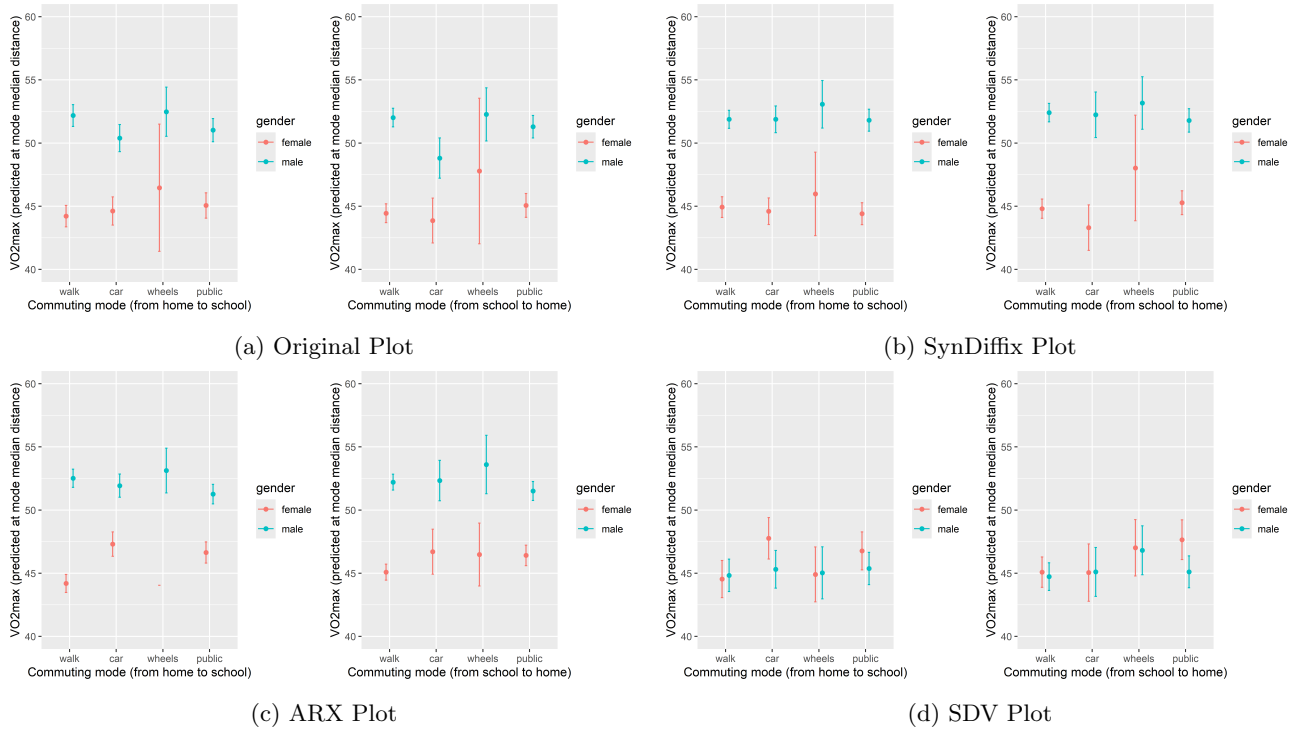 VO2max (predicted at mode median distance)
60
55
50
45
40
walk car wheels public
Commuting mode (from home to school)
gender
female
male
VO2max (predicted at mode median distance)
60
55
50
45
40
walk car wheels public
Commuting mode (from school to home)
gender
female
male
(a) Original Plot
VO2max (predicted at mode median distance)
60
55
50
45
40
walk car wheels public
Commuting mode (from home to school)
gender
female
male
VO2max (predicted at mode median distance)
60
55
50
45
40
walk car wheels public
Commuting mode (from school to home)
gender
female
male
(b) SynDiffix Plot
VO2max (predicted at mode median distance)
60
55
50
45
40
walk car wheels public
Commuting mode (from home to school)
gender
female
male
VO2max (predicted at mode median distance)
60
55
50
45
40
walk car wheels public
Commuting mode (from school to home)
gender
female
male
(c) ARX Plot
VO2max (predicted at mode median distance)
60
55
50
45
40
walk car wheels public
Commuting mode (from home to school)
gender
female
male
VO2max (predicted at mode median distance)
60
55
50
45
40
walk car wheels public
Commuting mode (from school to home)
gender
female
male
(d) SDV Plot